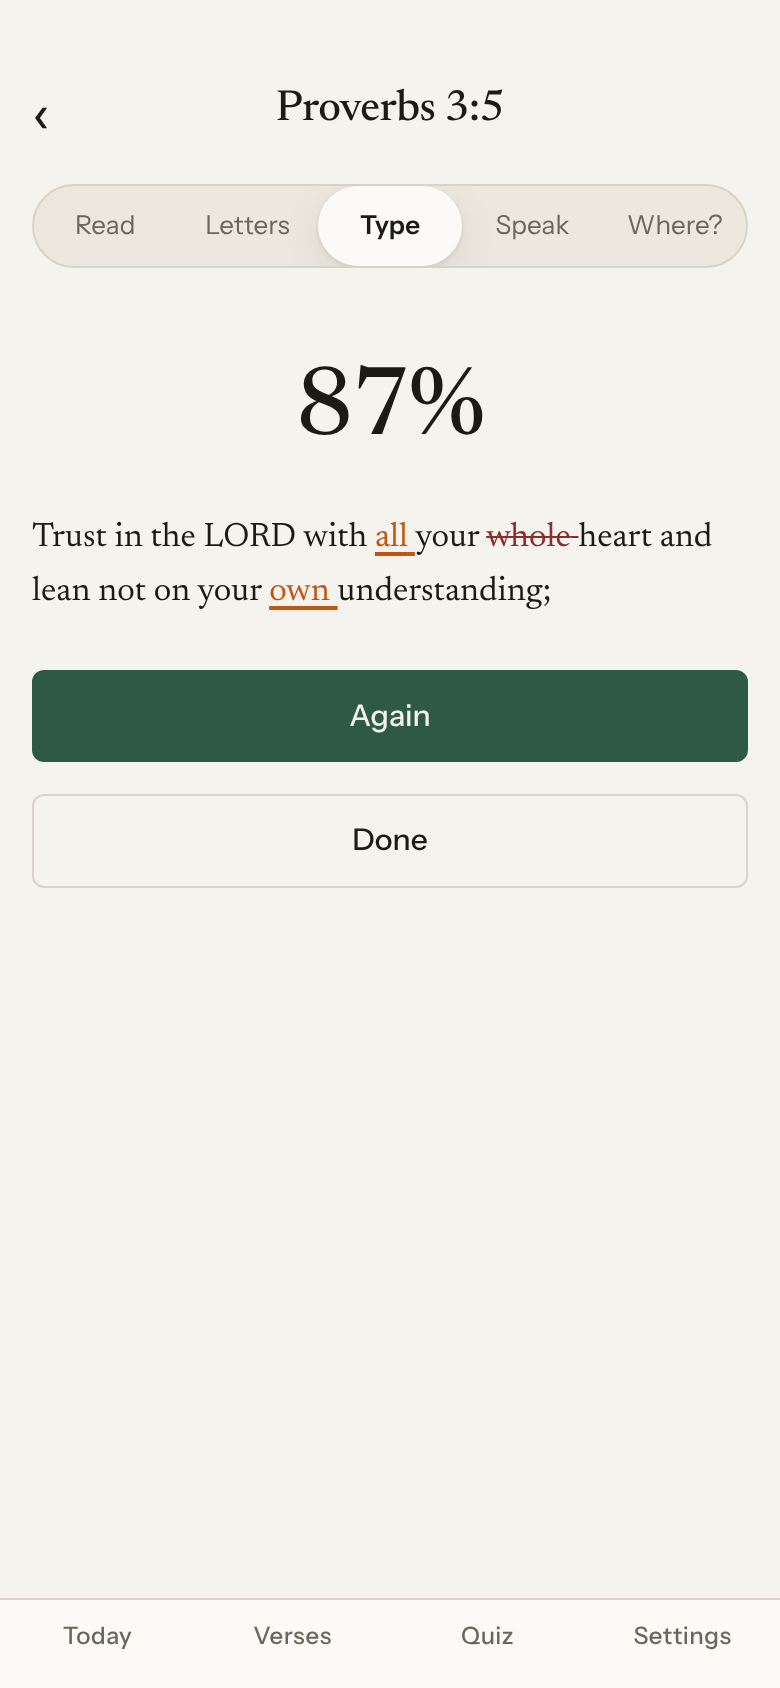 ‹
Proverbs 3:5
Read Letters Type Speak Where?
87%
Trust in the LORD with all your whole heart and
lean not on your own understanding;
Again
Done
Today Verses Quiz Settings